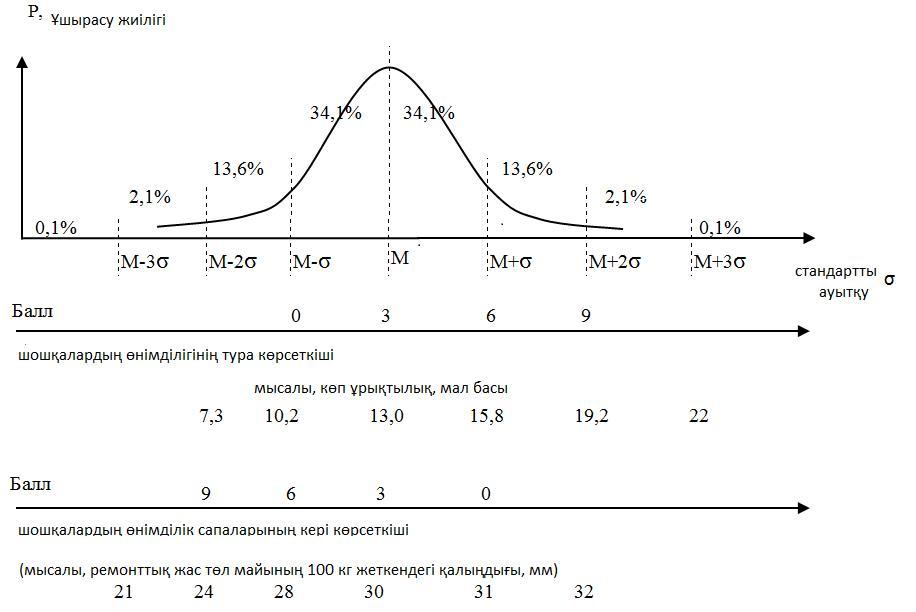 Р, Ұшырасу жиілігі
34,1% 34,1%
13,6% 13,6%
2,1% 2,1%
0,1% 0,1%
М-3σ М-2σ М-σ М М+σ М+2σ М+3σ
стандартты
ауытқу σ
Балл 0 3 6 9
шошқалардың өнімділігінің тура көрсеткіші
мысалы, көп ұрықтылық, мал басы
7,3 10,2 13,0 15,8 19,2 22
Балл
9 6 3 0
шошқалардың өнімділік сапаларының кері көрсеткіші
(мысалы, ремонттық жас төл майының 100 кг жеткендегі қалыңдығы, мм)
21 24 28 30 31 32